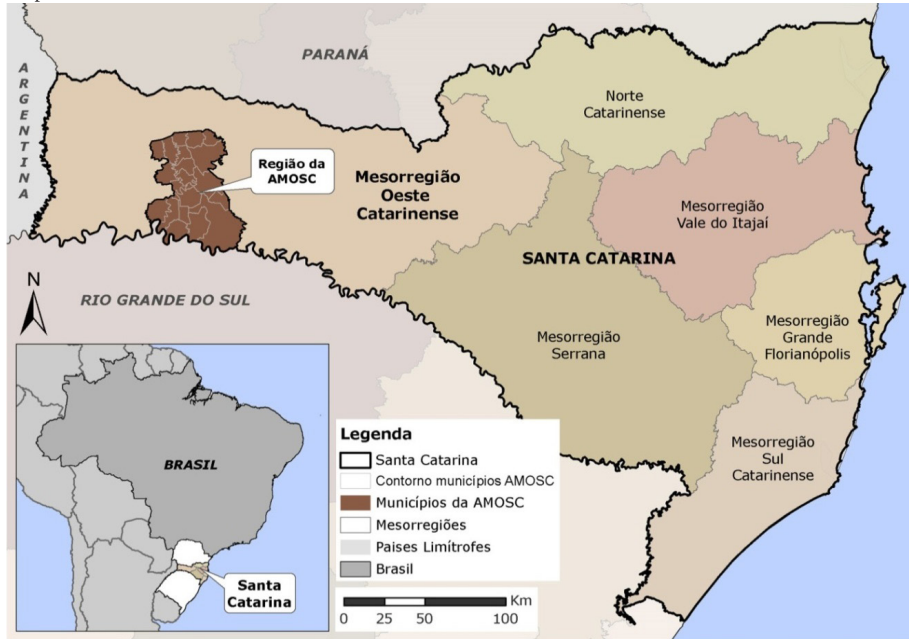 PARANÁ
ARGENTINA
Norte
Catarinense
Região da
AMOSC
Mesorregião
Oeste
Catarinense
Mesorregião
Vale do Itajaí
SANTA CATARINA
N
RIO GRANDE DO SUL
Mesorregião
Serrana
Mesorregião
Grande
Florianópolis
Mesorregião
Sul
Catarinense
BRASIL
Santa
Catarina
Legenda
Santa Catarina
Contorno municípios AMOSC
Municípios da AMOSC
Mesorregiões
Paises Limítrofes
Brasil
Km
0 25 50 100